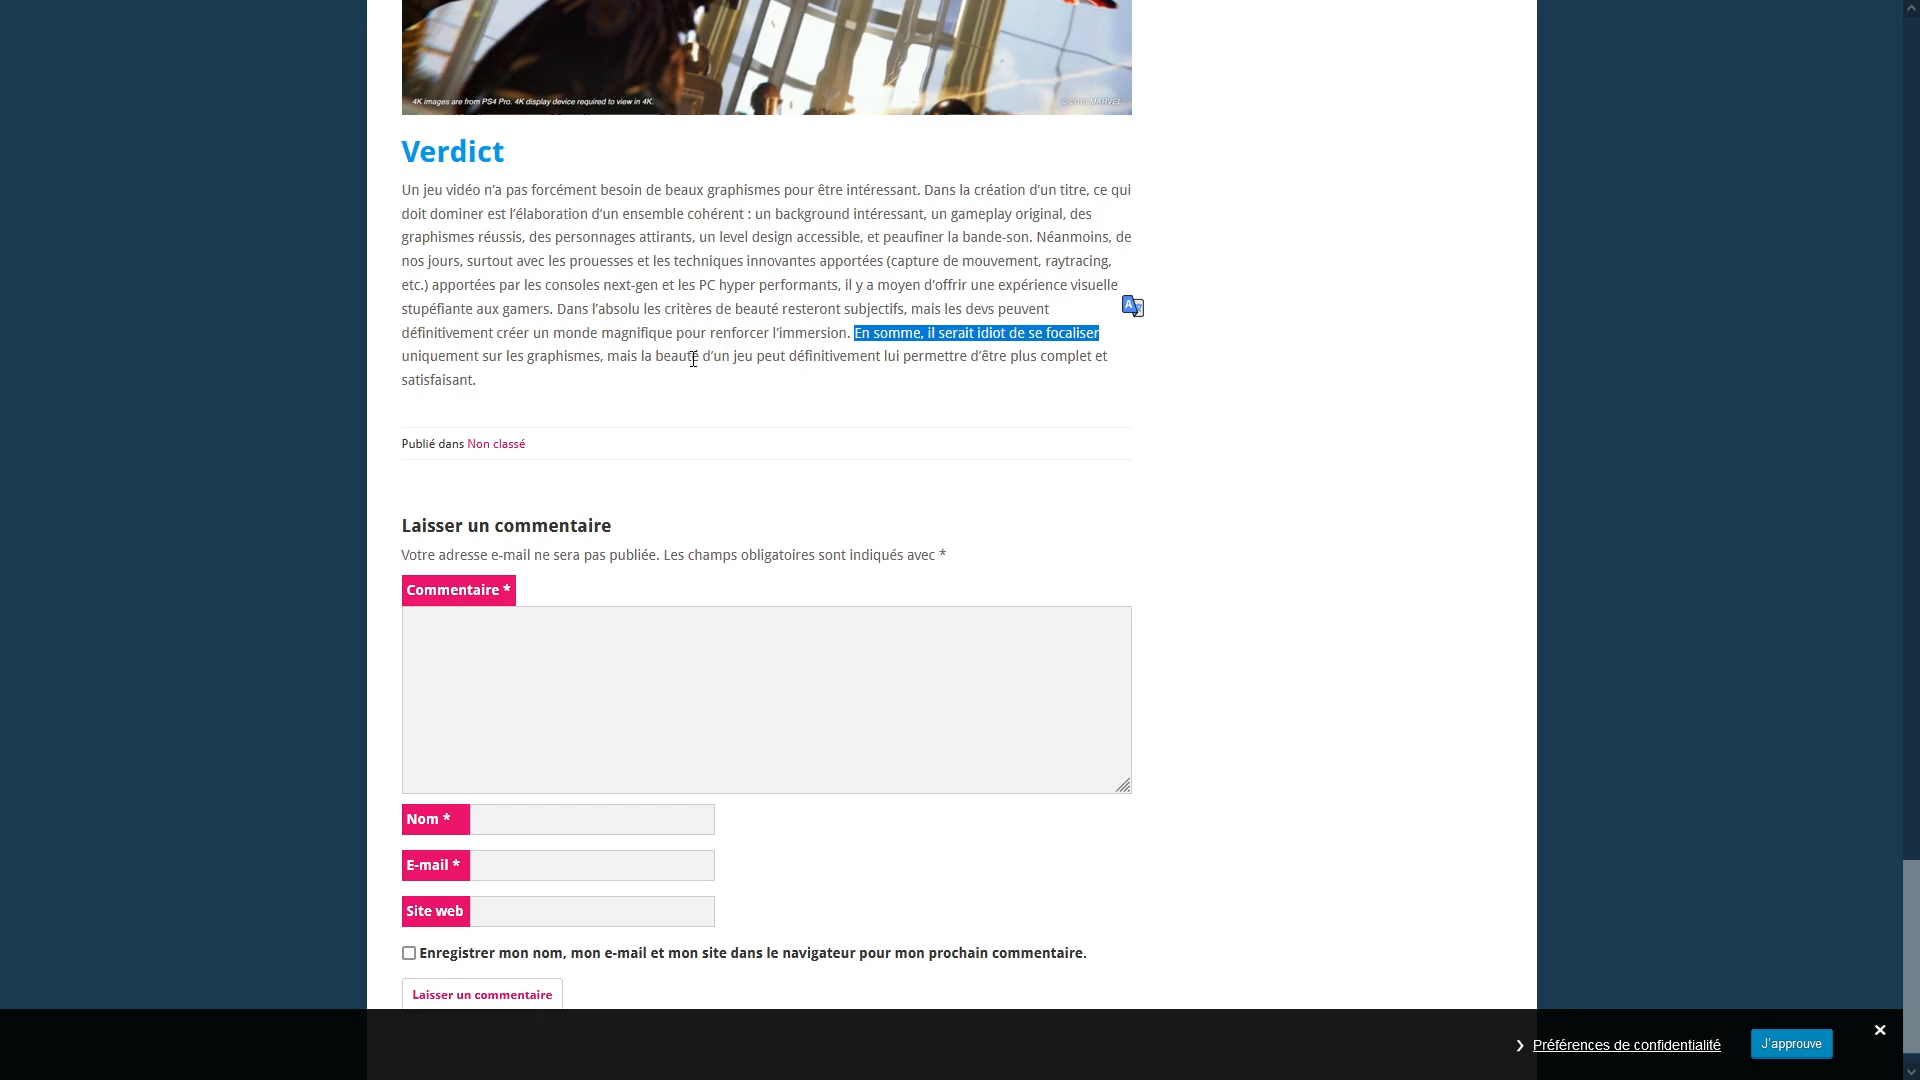 4K images are from PS4 Pro. 4K display device required to view in 4K.
© 2018 MARVEL
Verdict
Un jeu vidéo n’a pas forcément besoin de beaux graphismes pour être intéressant. Dans la création d’un titre, ce qui
doit dominer est l’élaboration d’un ensemble cohérent : un background intéressant, un gameplay original, des
graphismes réussis, des personnages attirants, un level design accessible, et peaufiner la bande-son. Néanmoins, de
nos jours, surtout avec les prouesses et les techniques innovantes apportées (capture de mouvement, raytracing,
etc.) apportées par les consoles next-gen et les PC hyper performants, il y a moyen d’offrir une expérience visuelle
stupéfiante aux gamers. Dans l’absolu les critères de beauté resteront subjectifs, mais les devs peuvent
définitivement créer un monde magnifique pour renforcer l’immersion. En somme, il serait idiot de se focaliser
uniquement sur les graphismes, mais la beauté d’un jeu peut définitivement lui permettre d’être plus complet et
satisfaisant.
Publié dans Non classé
Laisser un commentaire
Votre adresse e-mail ne sera pas publiée. Les champs obligatoires sont indiqués avec *
Commentaire *
Nom *
E-mail *
Site web
Enregistrer mon nom, mon e-mail et mon site dans le navigateur pour mon prochain commentaire.
Laisser un commentaire
❯ Préférences de confidentialité
J'approuve
✕